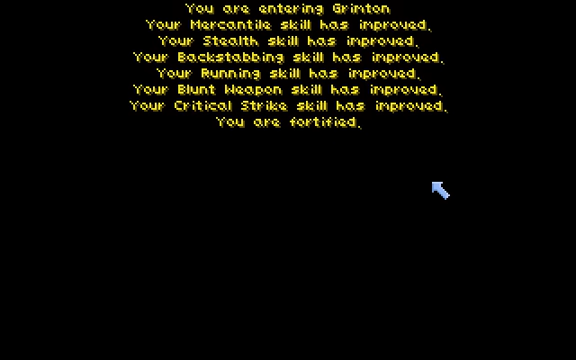 You are entering Grimton
Your Mercantile skill has improved.
Your Stealth skill has improved.
Your Backstabbing skill has improved.
Your Running skill has improved.
Your Blunt Weapon skill has improved.
Your Critical Strike skill has improved.
You are fortified.